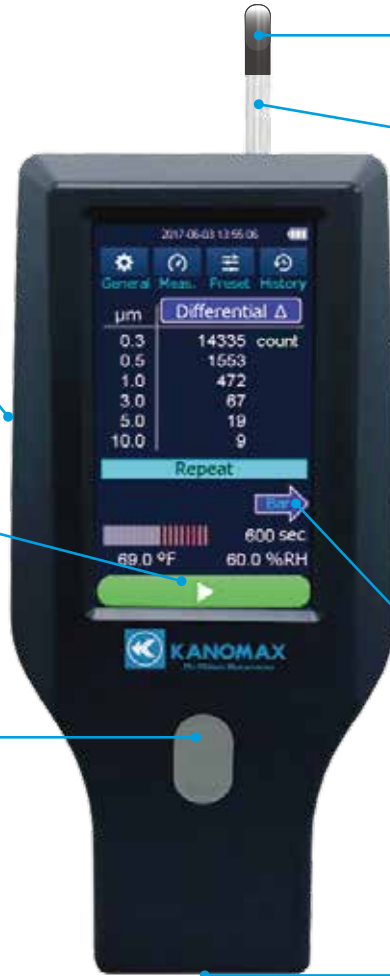 2017-06-03 13:55:06
General Meas. Preset History
µm Differential Δ
0.3 14335 count
0.5 1553
1.0 472
3.0 67
5.0 19
10.0 9
Repeat
Bar
600 sec
69.0 ºF 60.0 %RH
KANOMAX